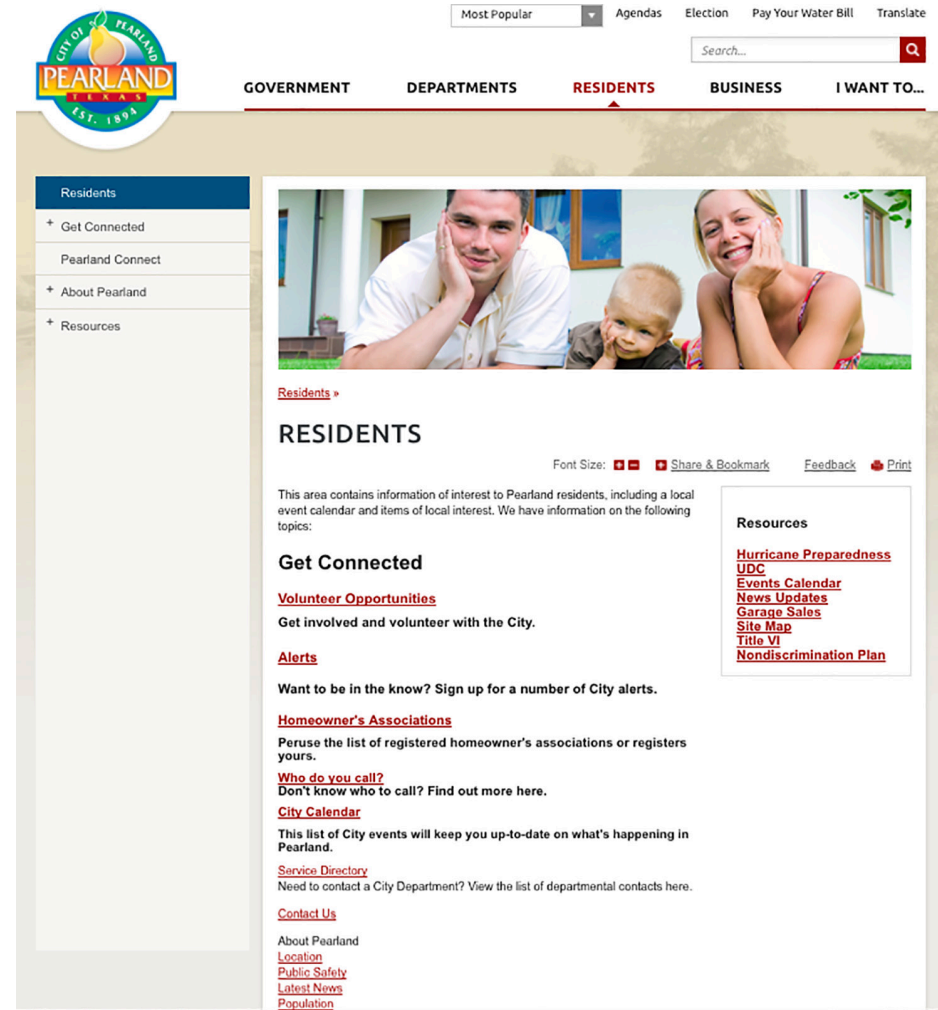 CITY OF PEARLAND
PEARLAND
TEXAS
EST. 1894
Most Popular
Agendas
Election
Pay Your Water Bill
Translate
Search...
GOVERNMENT
DEPARTMENTS
RESIDENTS
BUSINESS
I WANT TO...
Residents
+ Get Connected
Pearland Connect
+ About Pearland
+ Resources
Residents »
RESIDENTS
Font Size: + - + Share & Bookmark Feedback Print
This area contains information of interest to Pearland residents, including a local
event calendar and items of local interest. We have information on the following
topics:
Get Connected
Volunteer Opportunities
Get involved and volunteer with the City.
Alerts
Want to be in the know? Sign up for a number of City alerts.
Homeowner's Associations
Peruse the list of registered homeowner's associations or registers
yours.
Who do you call?
Don't know who to call? Find out more here.
City Calendar
This list of City events will keep you up-to-date on what's happening in
Pearland.
Service Directory
Need to contact a City Department? View the list of departmental contacts here.
Contact Us
About Pearland
Location
Public Safety
Latest News
Population
Resources
Hurricane Preparedness
UDC
Events Calendar
News Updates
Garage Sales
Site Map
Title VI
Nondiscrimination Plan